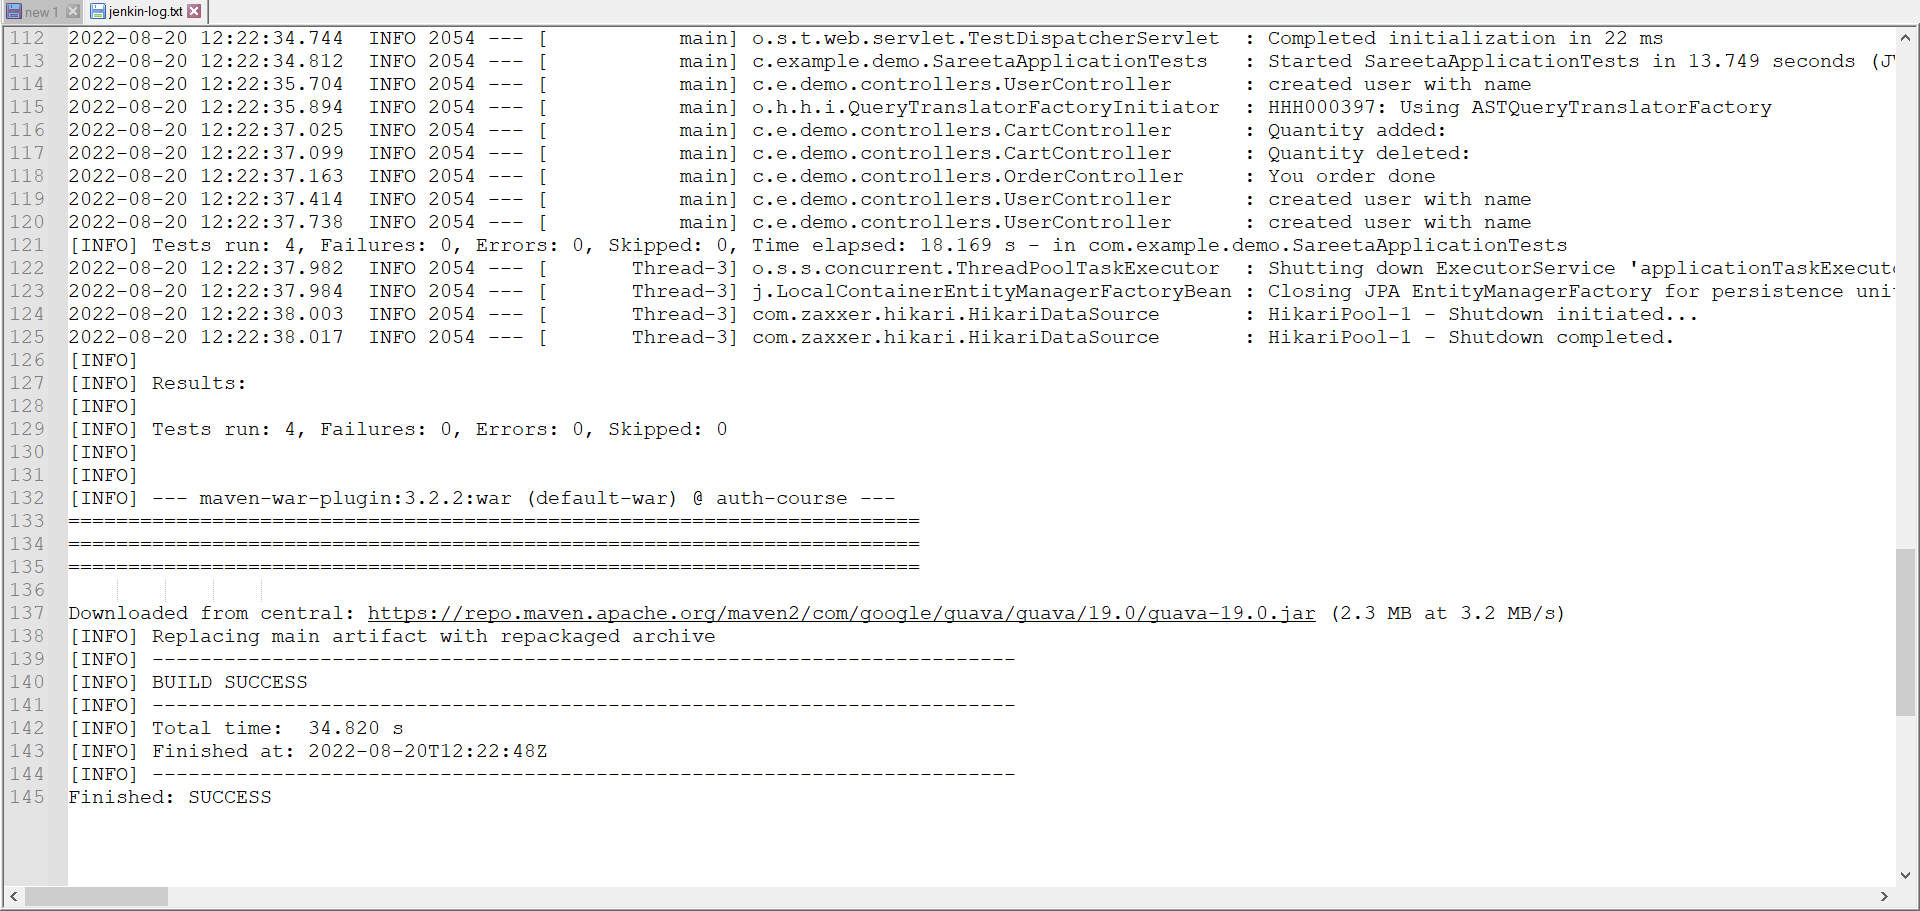 new 1
jenkin-log.txt
112 2022-08-20 12:22:34.744  INFO 2054 --- [           main] o.s.t.web.servlet.TestDispatcherServlet  : Completed initialization in 22 ms
113 2022-08-20 12:22:34.812  INFO 2054 --- [           main] c.example.demo.SareetaApplicationTests   : Started SareetaApplicationTests in 13.749 seconds (J
114 2022-08-20 12:22:35.704  INFO 2054 --- [           main] c.e.demo.controllers.UserController      : created user with name
115 2022-08-20 12:22:35.894  INFO 2054 --- [           main] o.h.h.i.QueryTranslatorFactoryInitiator  : HHH000397: Using ASTQueryTranslatorFactory
116 2022-08-20 12:22:37.025  INFO 2054 --- [           main] c.e.demo.controllers.CartController      : Quantity added:
117 2022-08-20 12:22:37.099  INFO 2054 --- [           main] c.e.demo.controllers.CartController      : Quantity deleted:
118 2022-08-20 12:22:37.163  INFO 2054 --- [           main] c.e.demo.controllers.OrderController     : You order done
119 2022-08-20 12:22:37.414  INFO 2054 --- [           main] c.e.demo.controllers.UserController      : created user with name
120 2022-08-20 12:22:37.738  INFO 2054 --- [           main] c.e.demo.controllers.UserController      : created user with name
121 [INFO] Tests run: 4, Failures: 0, Errors: 0, Skipped: 0, Time elapsed: 18.169 s - in com.example.demo.SareetaApplicationTests
122 2022-08-20 12:22:37.982  INFO 2054 --- [       Thread-3] o.s.s.concurrent.ThreadPoolTaskExecutor  : Shutting down ExecutorService 'applicationTaskExecut
123 2022-08-20 12:22:37.984  INFO 2054 --- [       Thread-3] j.LocalContainerEntityManagerFactoryBean : Closing JPA EntityManagerFactory for persistence uni
124 2022-08-20 12:22:38.003  INFO 2054 --- [       Thread-3] com.zaxxer.hikari.HikariDataSource       : HikariPool-1 - Shutdown initiated...
125 2022-08-20 12:22:38.017  INFO 2054 --- [       Thread-3] com.zaxxer.hikari.HikariDataSource       : HikariPool-1 - Shutdown completed.
126 [INFO]
127 [INFO] Results:
128 [INFO]
129 [INFO] Tests run: 4, Failures: 0, Errors: 0, Skipped: 0
130 [INFO]
131 [INFO]
132 [INFO] --- maven-war-plugin:3.2.2:war (default-war) @ auth-course ---
133 =======================================================================
134 =======================================================================
135 =======================================================================
136
137 Downloaded from central: https://repo.maven.apache.org/maven2/com/google/guava/guava/19.0/guava-19.0.jar (2.3 MB at 3.2 MB/s)
138 [INFO] Replacing main artifact with repackaged archive
139 [INFO] ------------------------------------------------------------------------
140 [INFO] BUILD SUCCESS
141 [INFO] ------------------------------------------------------------------------
142 [INFO] Total time:  34.820 s
143 [INFO] Finished at: 2022-08-20T12:22:48Z
144 [INFO] ------------------------------------------------------------------------
145 Finished: SUCCESS